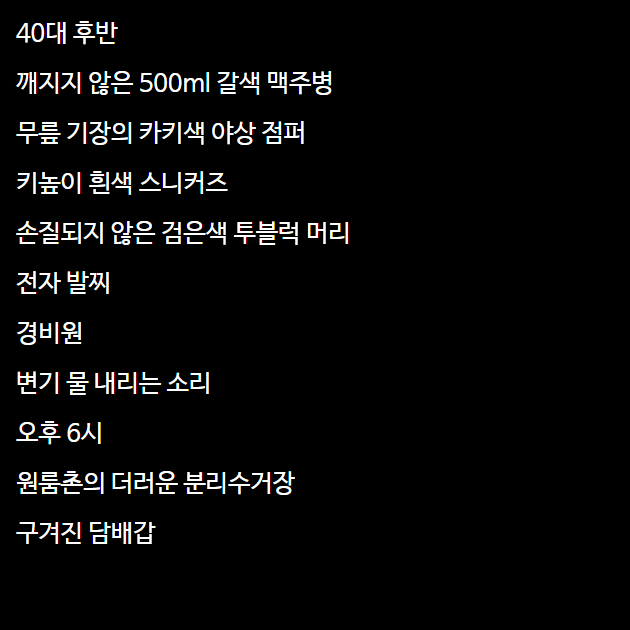 40대 후반
깨지지 않은 500ml 갈색 맥주병
무릎 기장의 카키색 야상 점퍼
키높이 흰색 스니커즈
손질되지 않은 검은색 투블럭 머리
전자 발찌
경비원
변기 물 내리는 소리
오후 6시
원룸촌의 더러운 분리수거장
구겨진 담배갑